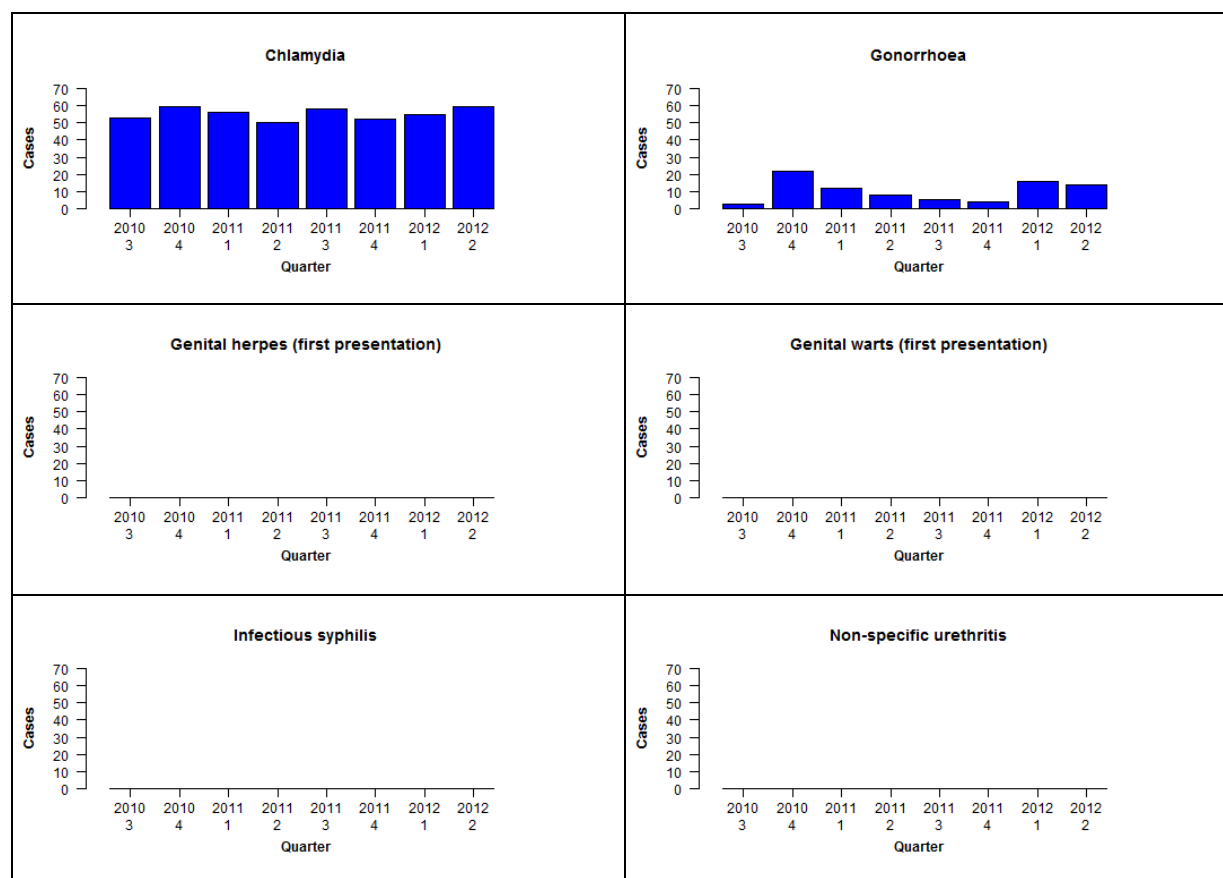 Chlamydia
70
60
50
40
30
20
10
0
Cases
2010 2010 2011 2011 2011 2011 2012 2012
3 4 1 2 3 4 1 2
Quarter
Gonorrhoea
70
60
50
40
30
20
10
0
Cases
2010 2010 2011 2011 2011 2011 2012 2012
3 4 1 2 3 4 1 2
Quarter
Genital herpes (first presentation)
70
60
50
40
30
20
10
0
Cases
2010 2010 2011 2011 2011 2011 2012 2012
3 4 1 2 3 4 1 2
Quarter
Genital warts (first presentation)
70
60
50
40
30
20
10
0
Cases
2010 2010 2011 2011 2011 2011 2012 2012
3 4 1 2 3 4 1 2
Quarter
Infectious syphilis
70
60
50
40
30
20
10
0
Cases
2010 2010 2011 2011 2011 2011 2012 2012
3 4 1 2 3 4 1 2
Quarter
Non-specific urethritis
70
60
50
40
30
20
10
0
Cases
2010 2010 2011 2011 2011 2011 2012 2012
3 4 1 2 3 4 1 2
Quarter